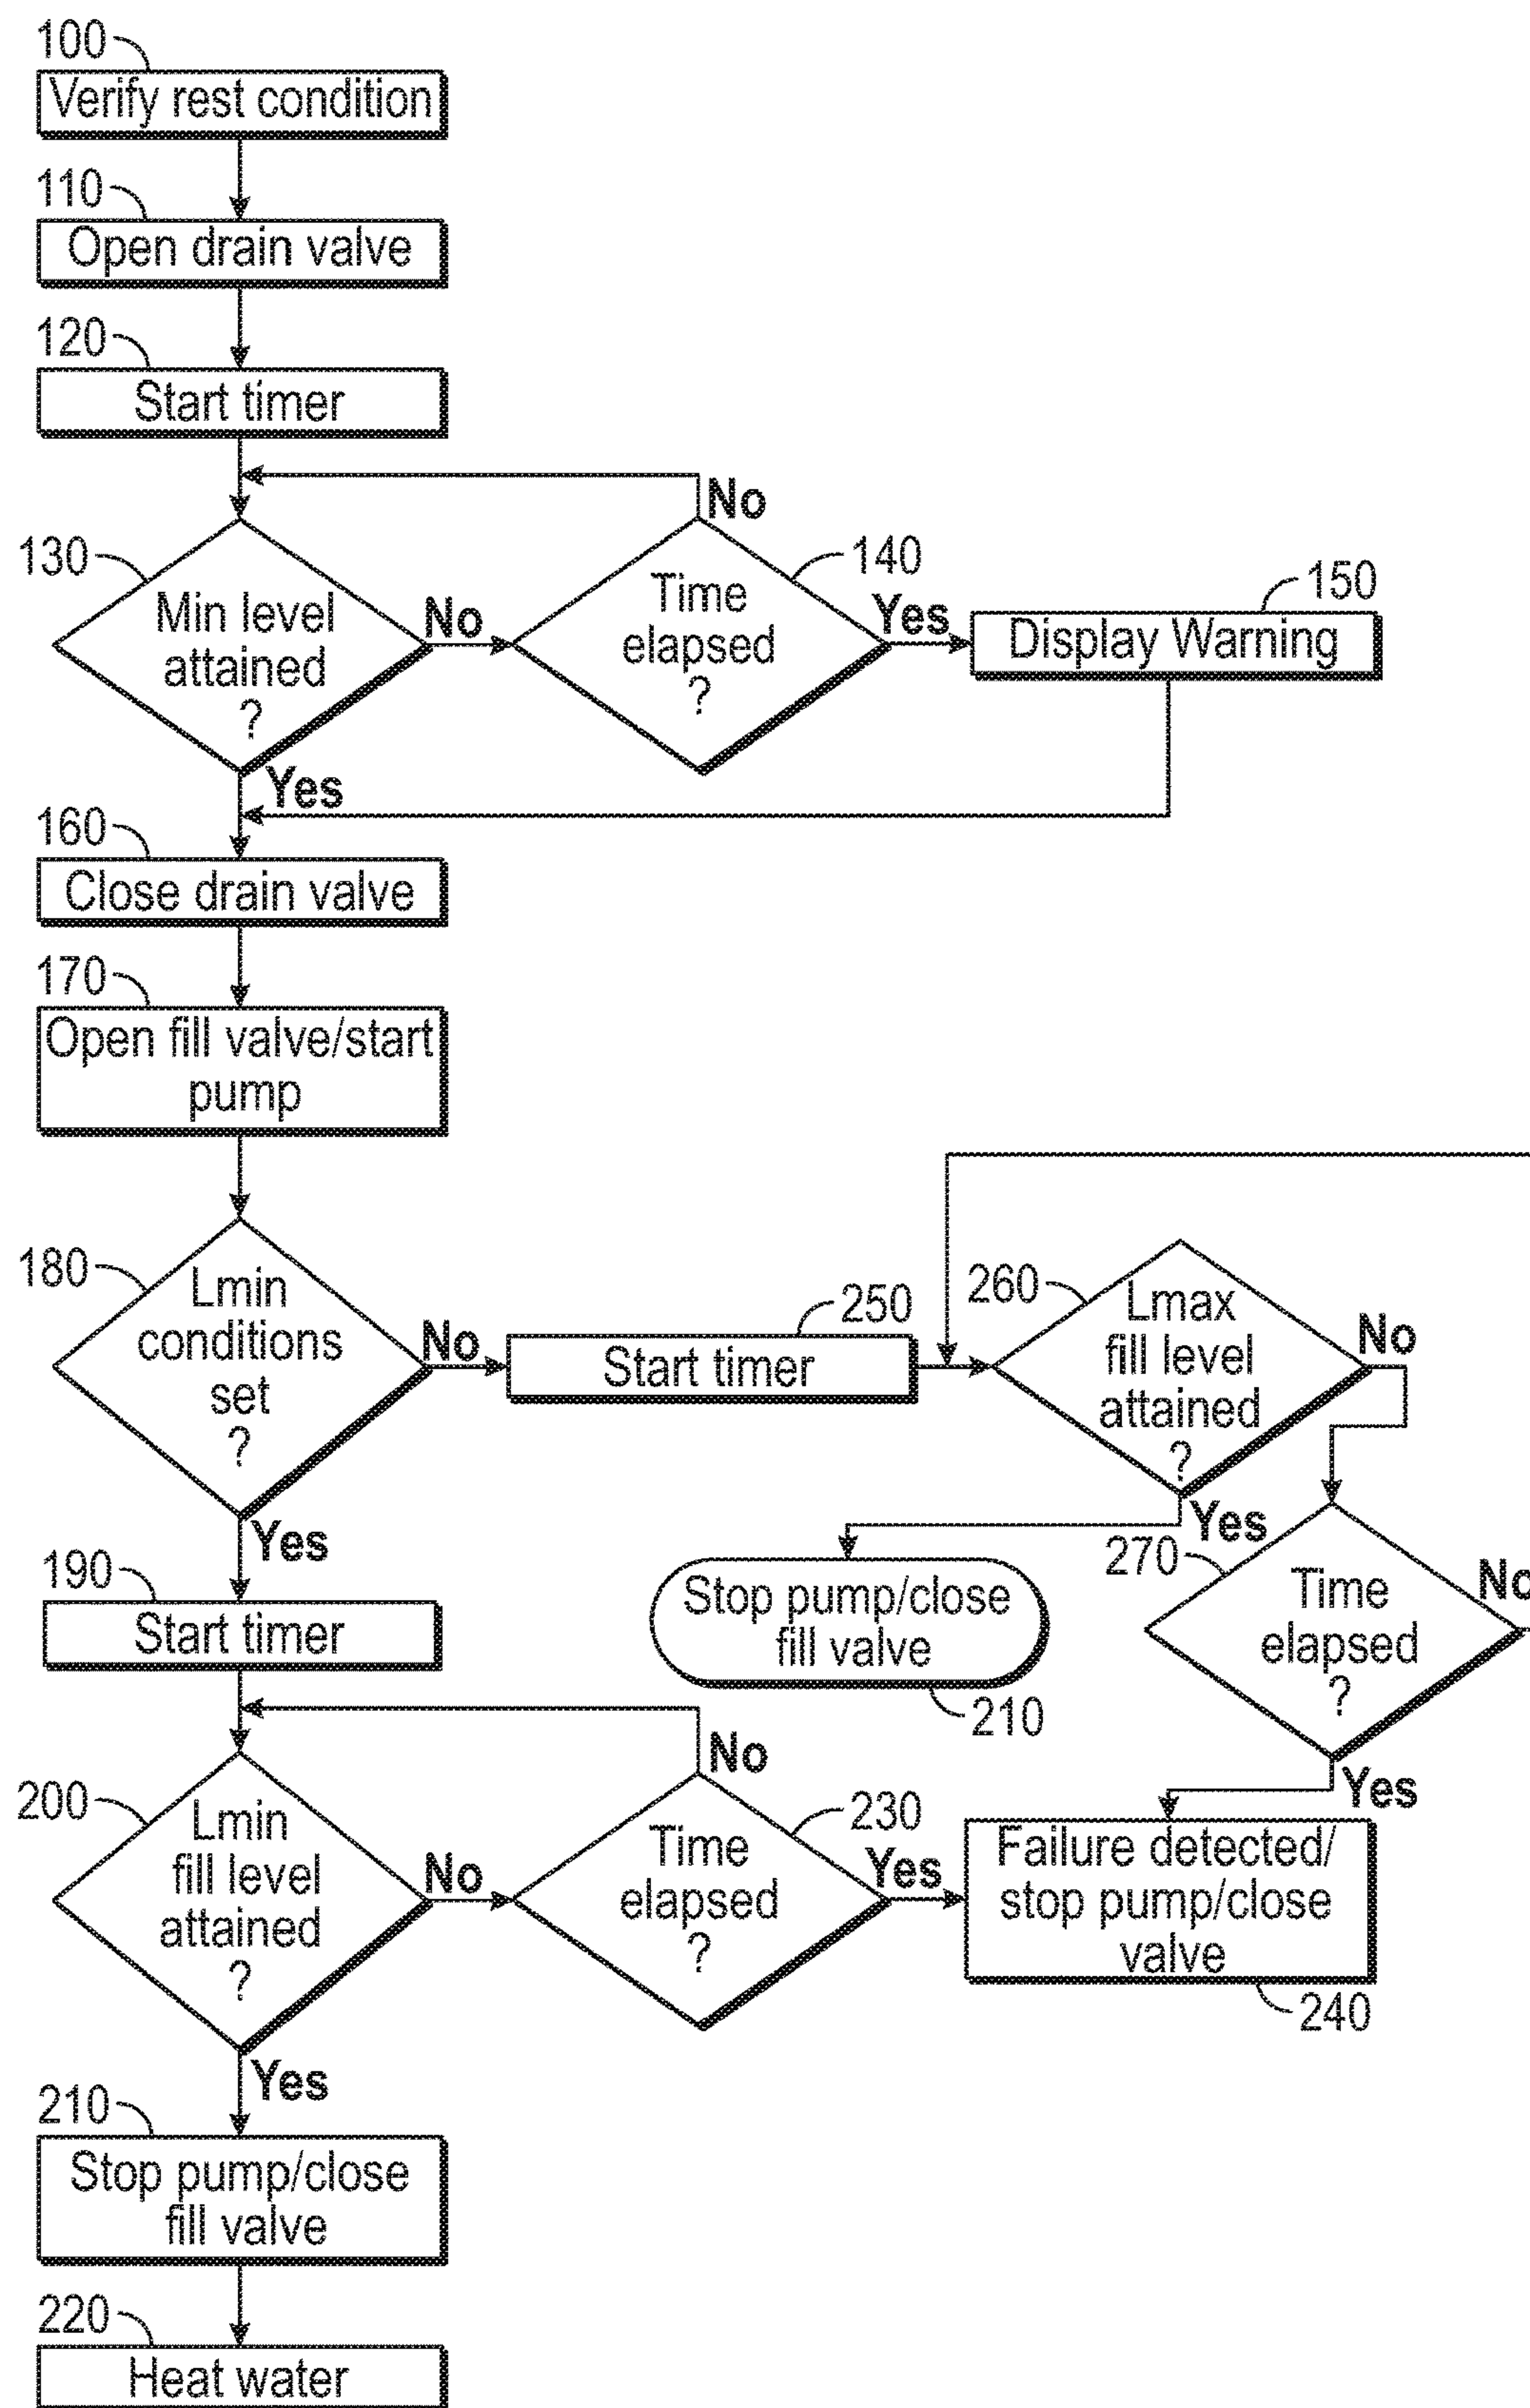 100
Verify rest condition
110
Open drain valve
120
Start timer
130
Min level
attained
?
No
Yes
140
Time
elapsed
?
No
Yes
150
Display Warning
160
Close drain valve
170
Open fill valve/start
pump
180
Lmin
conditions
set
?
No
Yes
250
Start timer
260
Lmax
fill level
attained
?
No
Yes
210
Stop pump/close
fill valve
270
Time
elapsed
?
No
Yes
190
Start timer
200
Lmin
fill level
attained
?
No
Yes
230
Time
elapsed
?
No
Yes
Failure detected/
stop pump/close
valve
240
210
Stop pump/close
fill valve
220
Heat water